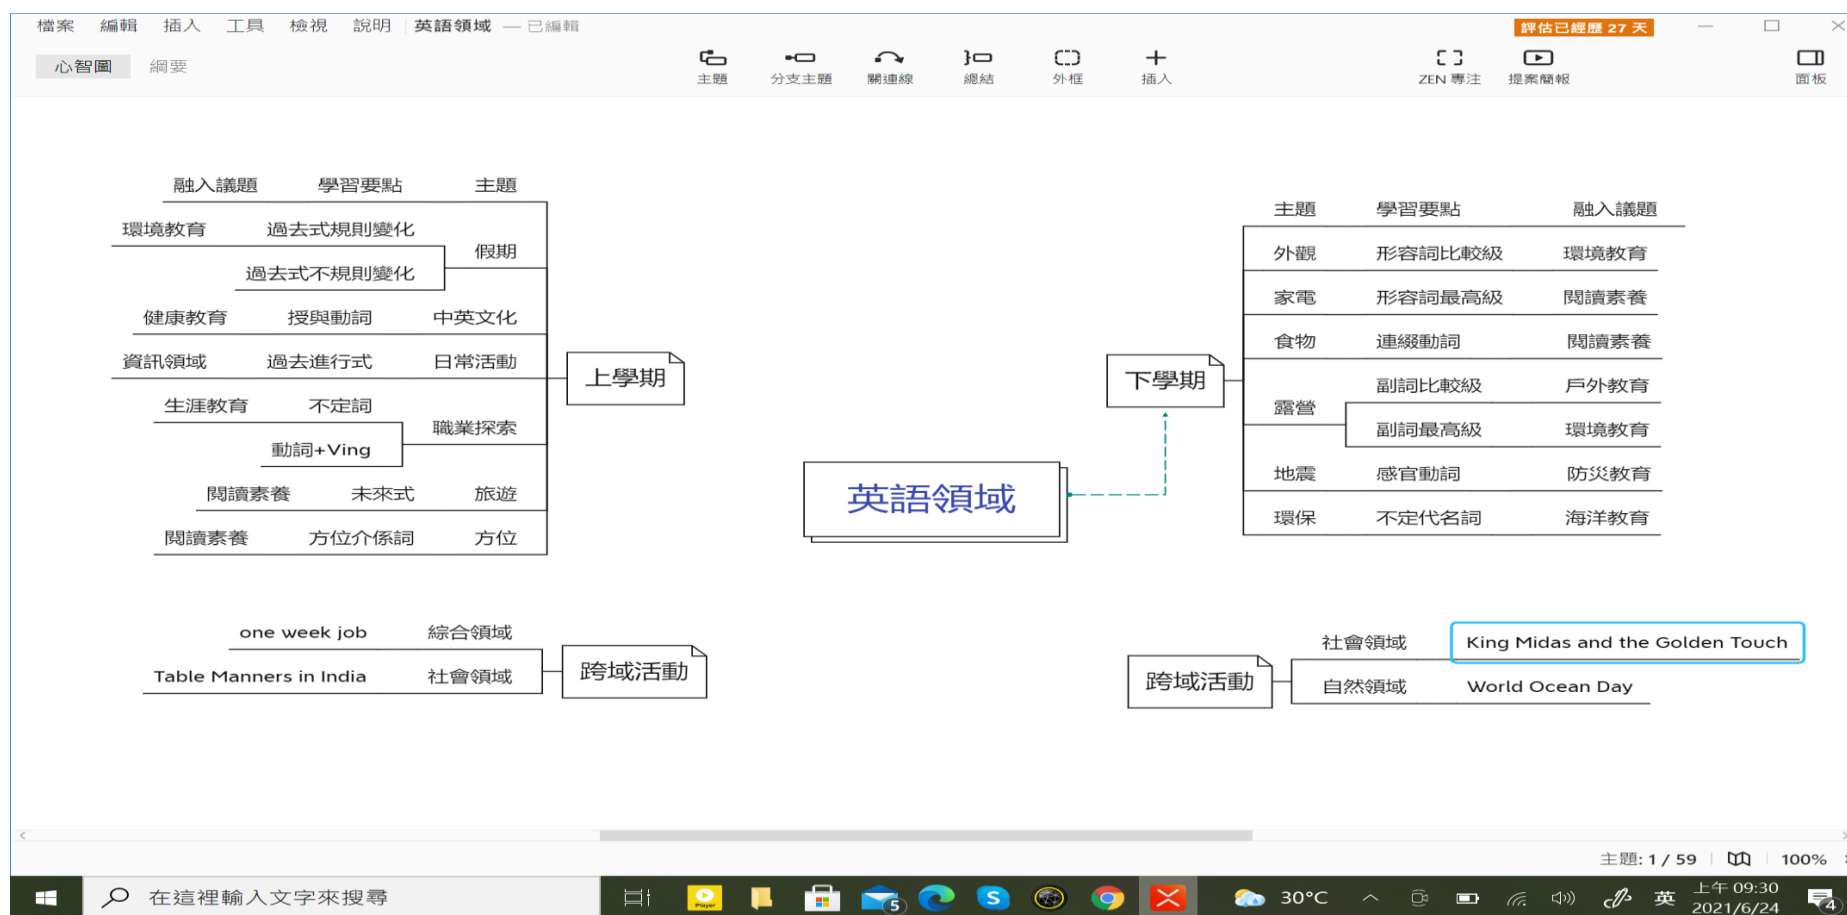 檔案 編輯 插入 工具 檢視 說明 英語領域 — 已編輯 評估已經歷 27 天
心智圖 綱要 主題 分支主題 關連線 總結 外框 插入 ZEN 專注 提案簡報 面板
融入議題 學習要點 主題
環境教育 過去式規則變化
假期
過去式不規則變化
健康教育 授與動詞 中英文化
資訊領域 過去進行式 日常活動
上學期
生涯教育 不定詞
職業探索
動詞+Ving
閱讀素養 未來式 旅遊
閱讀素養 方位介係詞 方位
one week job 綜合領域
Table Manners in India 社會領域
跨域活動
英語領域
下學期
主題 學習要點 融入議題
外觀 形容詞比較級 環境教育
家電 形容詞最高級 閱讀素養
食物 連綴動詞 閱讀素養
副詞比較級 戶外教育
露營
副詞最高級 環境教育
地震 感官動詞 防災教育
環保 不定代名詞 海洋教育
跨域活動
社會領域 King Midas and the Golden Touch
自然領域 World Ocean Day
主題: 1 / 59 100%
在這裡輸入文字來搜尋 Player 5 30°C 英 上午 09:30
2021/6/24 4